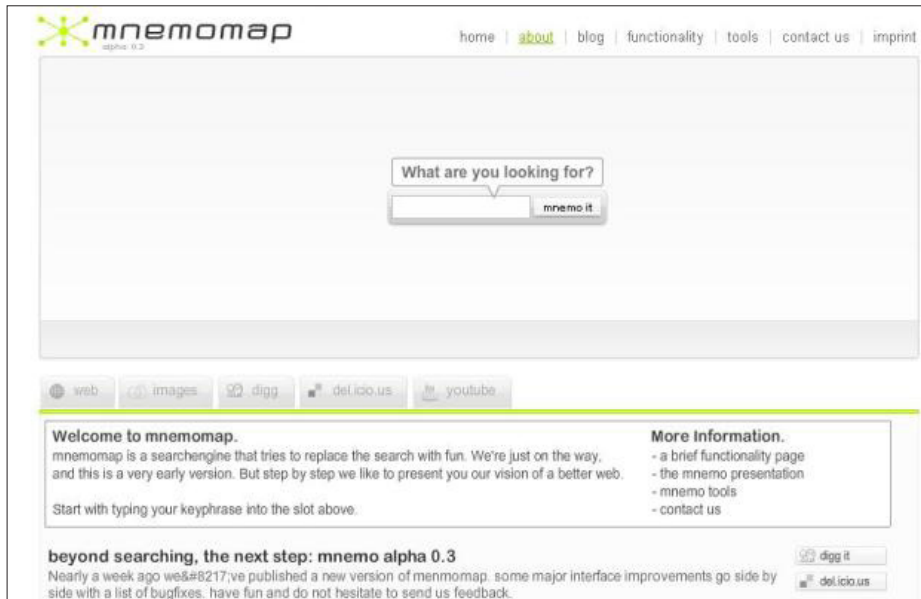 mnemomap
alpha 0.3
home | about | blog | functionality | tools | contact us | imprint
What are you looking for?
mnemo it
web images digg del.icio.us youtube
Welcome to mnemomap.
mnemomap is a searchengine that tries to replace the search with fun. We're just on the way,
and this is a very early version. But step by step we like to present you our vision of a better web.
Start with typing your keyphrase into the slot above.
More Information.
- a brief functionality page
- the mnemo presentation
- mnemo tools
- contact us
beyond searching, the next step: mnemo alpha 0.3
Nearly a week ago we&#8217;ve published a new version of menmomap. some major interface improvements go side by
side with a list of bugfixes. have fun and do not hesitate to send us feedback.
digg it
del.icio.us